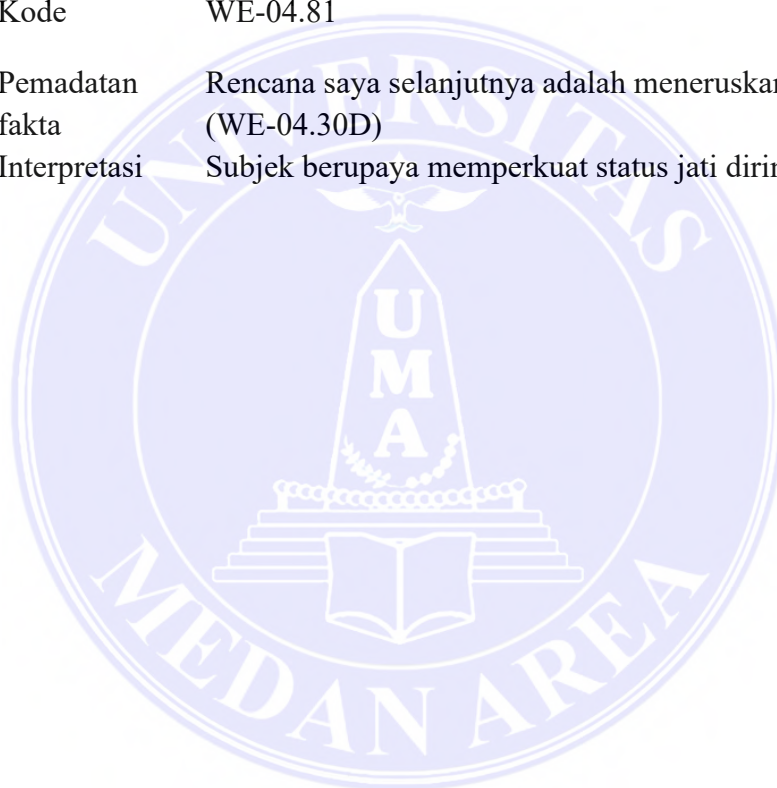 Kode WE-04.81
Pemadatan Rencana saya selanjutnya adalah meneruskan
fakta (WE-04.30D)
Interpretasi Subjek berupaya memperkuat status jati
UNIVERSITAS
UMA
MEDAN AREA